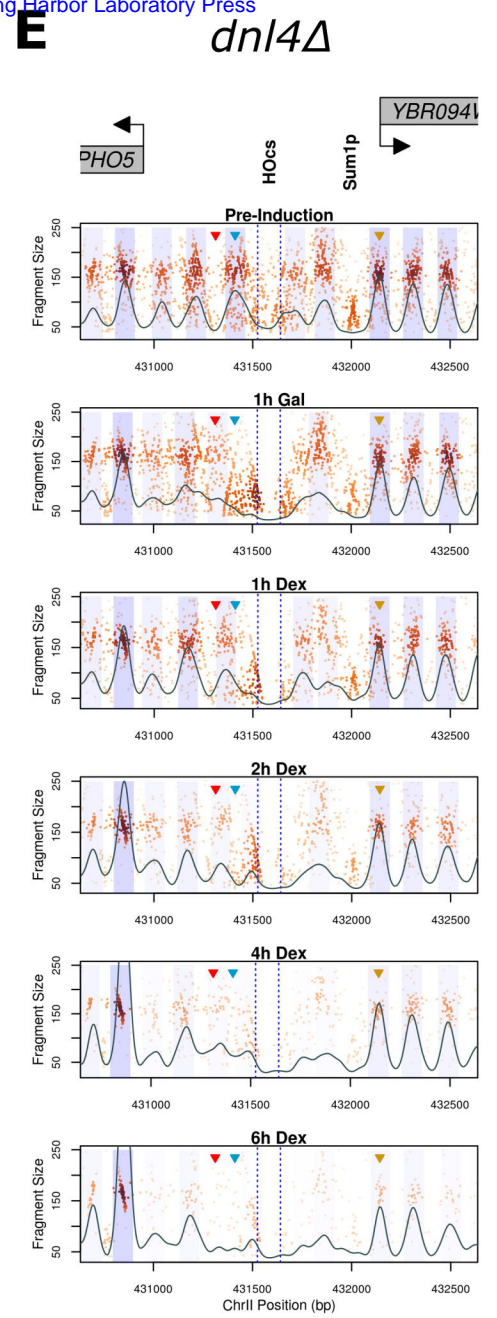 ng Harbor Laboratory Press
E dnl4Δ
YBR094
PHO5
HOcs
Sum1p
Pre-Induction
Fragment Size
250
150
50
431000 431500 432000 432500
1h Gal
Fragment Size
250
150
50
431000 431500 432000 432500
1h Dex
Fragment Size
250
150
50
431000 431500 432000 432500
2h Dex
Fragment Size
250
150
50
431000 431500 432000 432500
4h Dex
Fragment Size
250
150
50
431000 431500 432000 432500
6h Dex
Fragment Size
250
150
50
431000 431500 432000 432500
ChrII Position (bp)